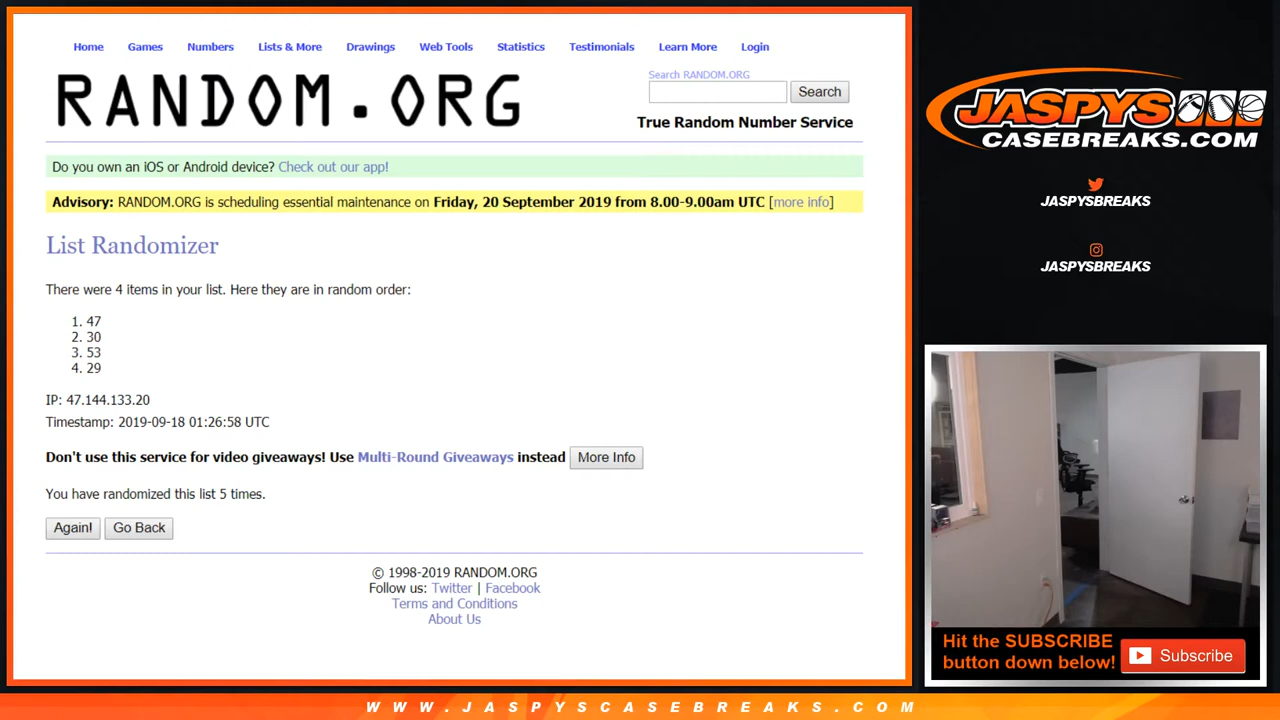 Home Games Numbers Lists & More Drawings Web Tools Statistics Testimonials Learn More Login
RANDOM.ORG
Search RANDOM.ORG
Search
True Random Number Service
Do you own an iOS or Android device? Check out our app!
Advisory: RANDOM.ORG is scheduling essential maintenance on Friday, 20 September 2019 from 8.00-9.00am UTC [more info]
List Randomizer
There were 4 items in your list. Here they are in random order:
1. 47
2. 30
3. 53
4. 29
IP: 47.144.133.20
Timestamp: 2019-09-18 01:26:58 UTC
Don't use this service for video giveaways! Use Multi-Round Giveaways instead More Info
You have randomized this list 5 times.
Again! Go Back
© 1998-2019 RANDOM.ORG
Follow us: Twitter | Facebook
Terms and Conditions
About Us
JASPYS
CASEBREAKS.COM
JASPYSBREAKS
JASPYSBREAKS
Hit the SUBSCRIBE
button down below!
Subscribe
WWW.JASPYSCASEBREAKS.COM